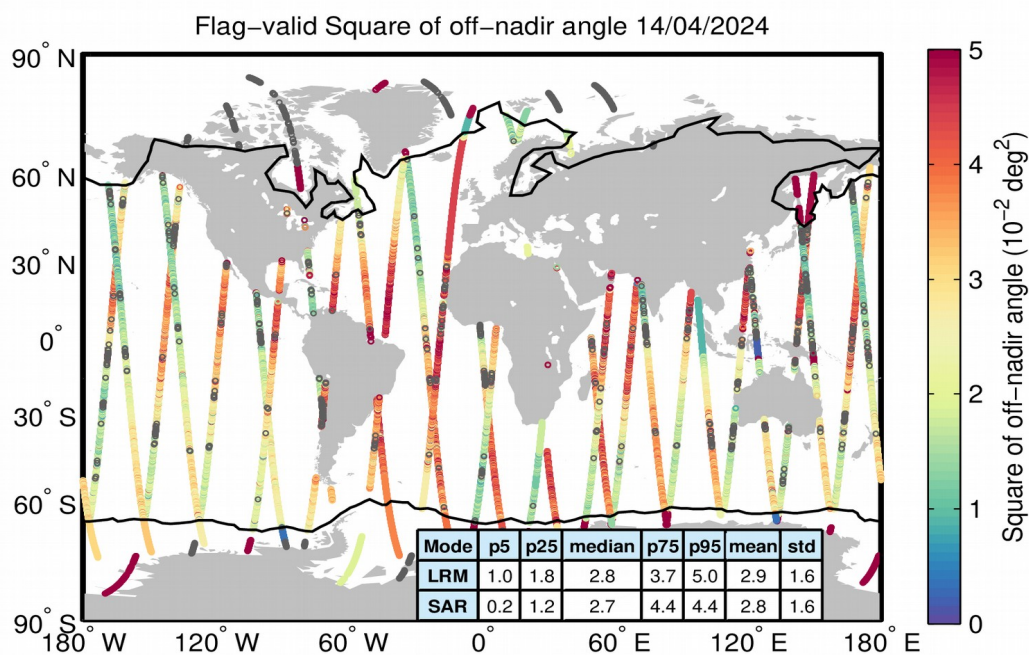 Flag-valid Square of off-nadir angle 14/04/2024
90° N
60° N
30° N
0°
30° S
60° S
90° S
180° W
120° W
60° W
0°
60° E
120° E
180° E
Mode p5 p25 median p75 p95 mean std
LRM 1.0 1.8 2.8 3.7 5.0 2.9 1.6
SAR 0.2 1.2 2.7 4.4 4.4 2.8 1.6
5
4
3
2
1
0
Square of off-nadir angle (10⁻² deg²)